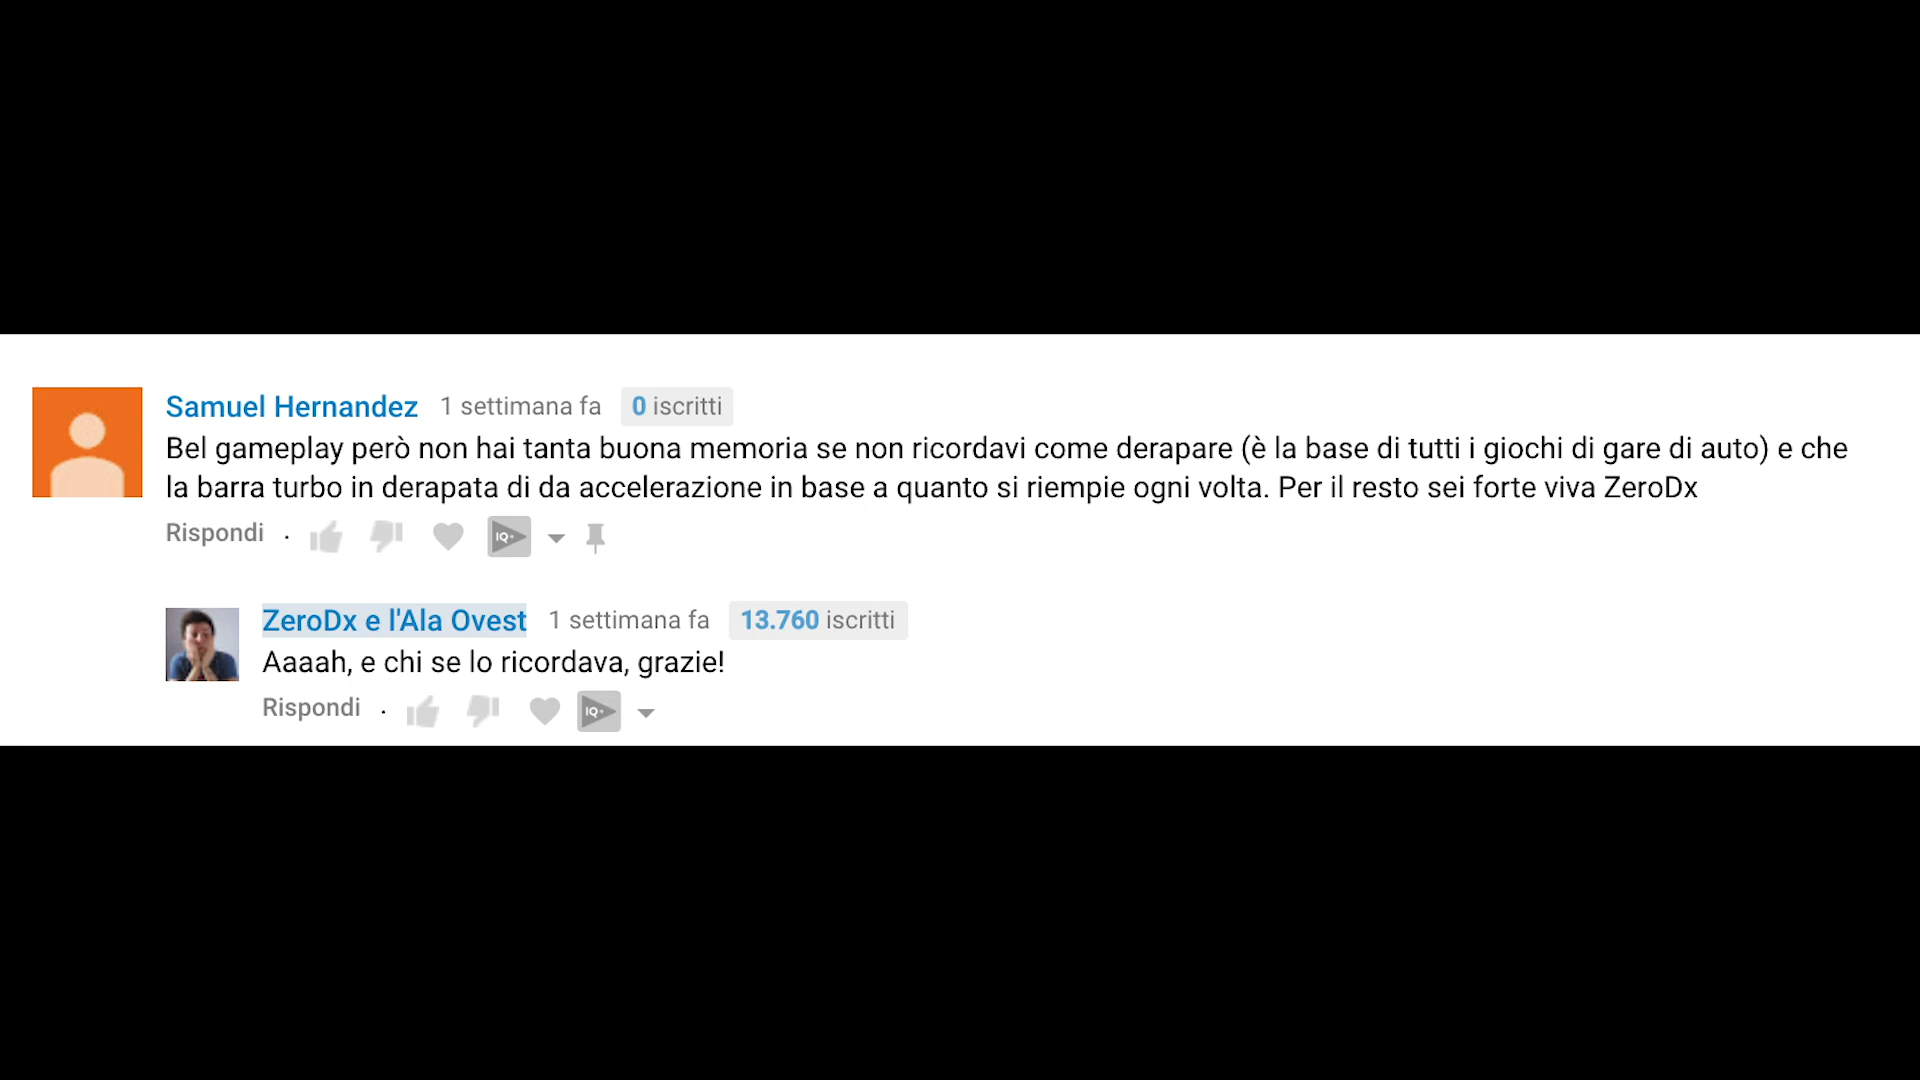 Samuel Hernandez 1 settimana fa 0 iscritti
Bel gameplay però non hai tanta buona memoria se non ricordavi come derapare (è la base di tutti i giochi di gare di auto) e che
la barra turbo in derapata di da accelerazione in base a quanto si riempie ogni volta. Per il resto sei forte viva ZeroDx
Rispondi · IQ+
ZeroDx e l'Ala Ovest 1 settimana fa 13.760 iscritti
Aaaah, e chi se lo ricordava, grazie!
Rispondi · IQ+